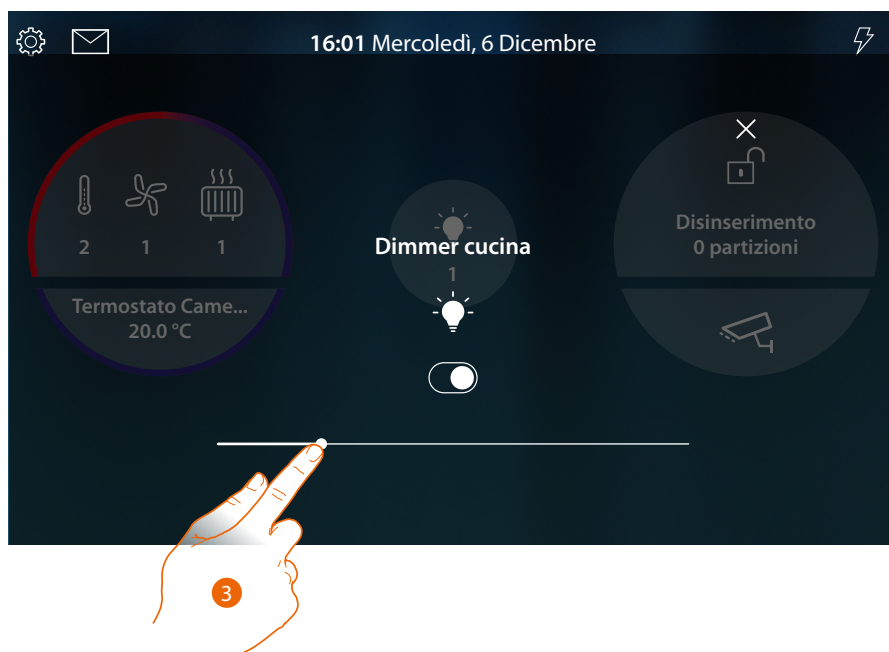 16:01 Mercoledì, 6 Dicembre
2 1 1
Termostato Came...
20.0 °C
Dimmer cucina
1
Disinserimento
0 partizioni
3